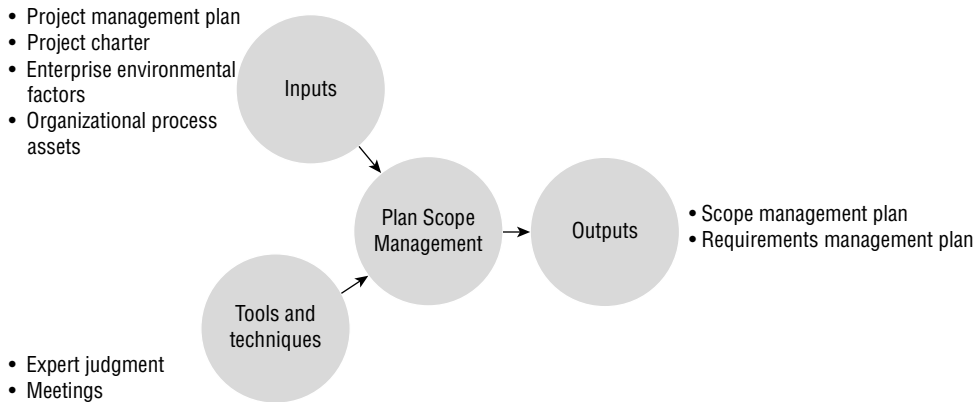 • Project management plan
• Project charter
• Enterprise environmental
factors
• Organizational process
assets
Inputs
Plan Scope
Management
Outputs
• Scope management plan
• Requirements management plan
Tools and
techniques
• Expert judgment
• Meetings